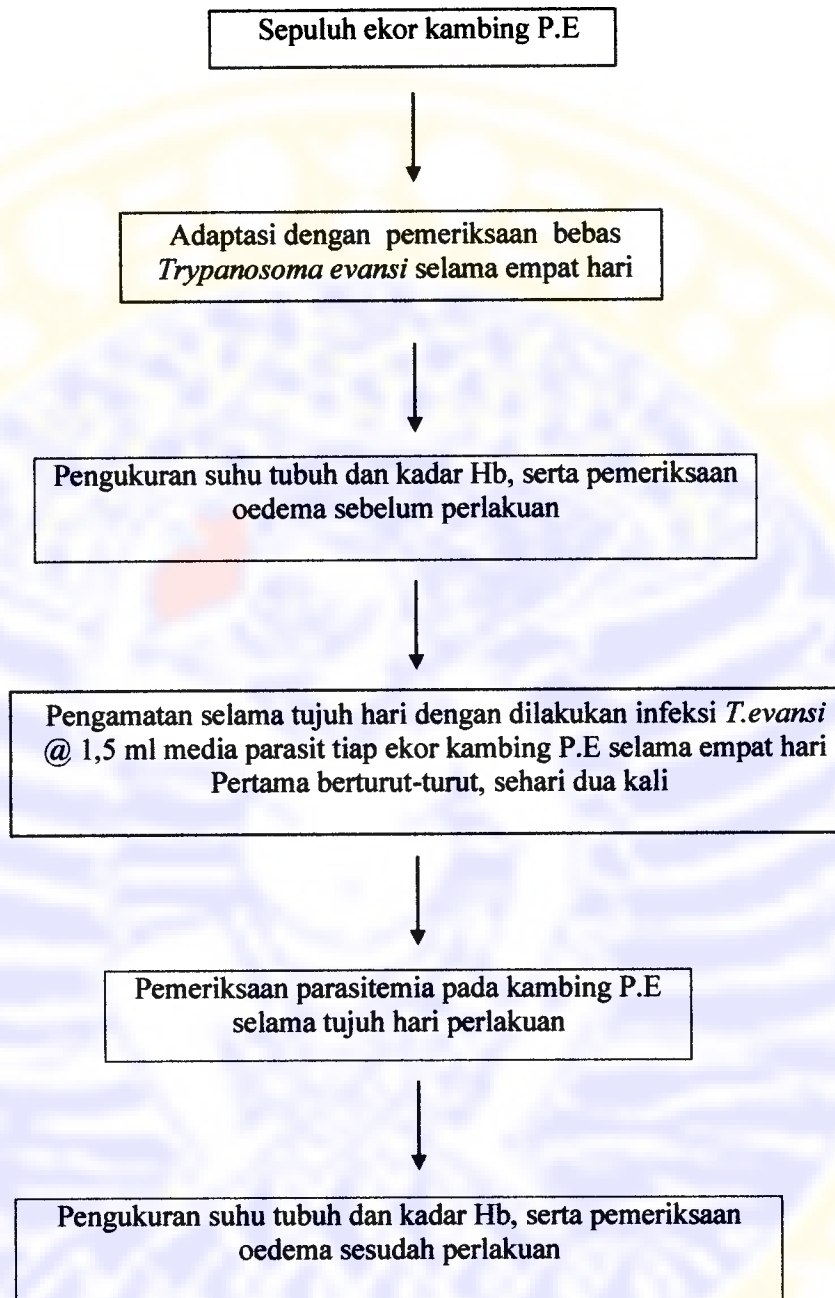 Sepuluh ekor kambing P.E
Adaptasi dengan pemeriksaan bebas
Trypanosoma evansi selama empat hari
Pengukuran suhu tubuh dan kadar Hb, serta pemeriksaan
oedema sebelum perlakuan
Pengamatan selama tujuh hari dengan dilakukan infeksi T.evansi
@ 1,5 ml media parasit tiap ekor kambing P.E selama empat hari
Pertama berturut-turut, sehari dua kali
Pemeriksaan parasitemia pada kambing P.E
selama tujuh hari perlakuan
Pengukuran suhu tubuh dan kadar Hb, serta pemeriksaan
oedema sesudah perlakuan